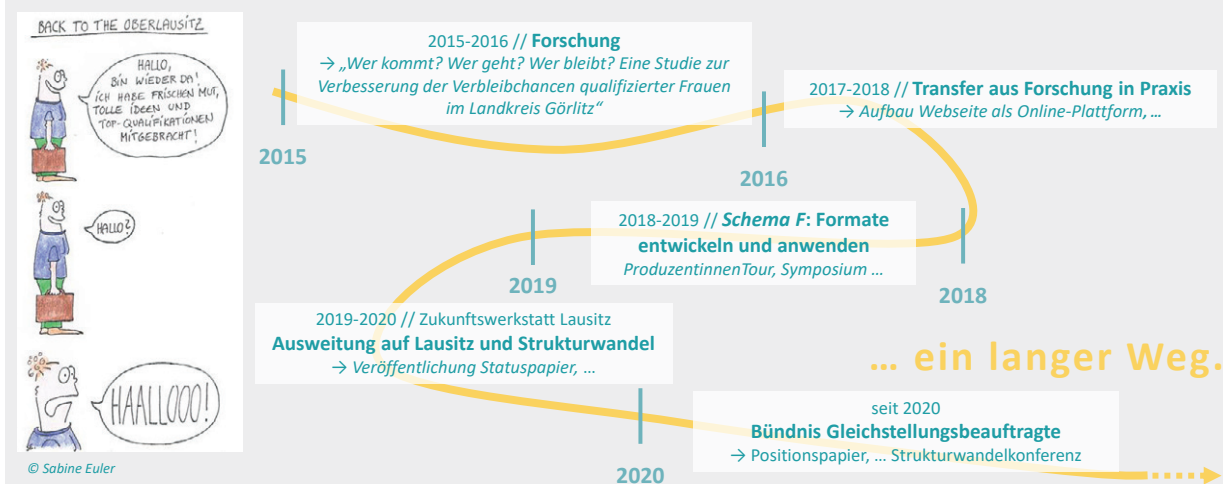 BACK TO THE OBERLAUSITZ
HALLO,
BIN WIEDER DA!
ICH HABE FRISCHEN MUT,
TOLLE IDEEN UND
TOP-QUALIFIKATIONEN
MITGEBRACHT!
HALLO?
HAALLOOO!
© Sabine Euler
2015-2016 // Forschung
→ „Wer kommt? Wer geht? Wer bleibt? Eine Studie zur
Verbesserung der Verbleibchancen qualifizierter Frauen
im Landkreis Görlitz“
2015
2017-2018 // Transfer aus Forschung in Praxis
→ Aufbau Webseite als Online-Plattform, ...
2016
2018-2019 // Schema F: Formate
entwickeln und anwenden
ProduzentinnenTour, Symposium ...
2018
2019
2019-2020 // Zukunftswerkstatt Lausitz
Ausweitung auf Lausitz und Strukturwandel
→ Veröffentlichung Statuspapier, ...
... ein langer Weg.
seit 2020
Bündnis Gleichstellungsbeauftragte
→ Positionspapier, ... Strukturwandelkonferenz
2020